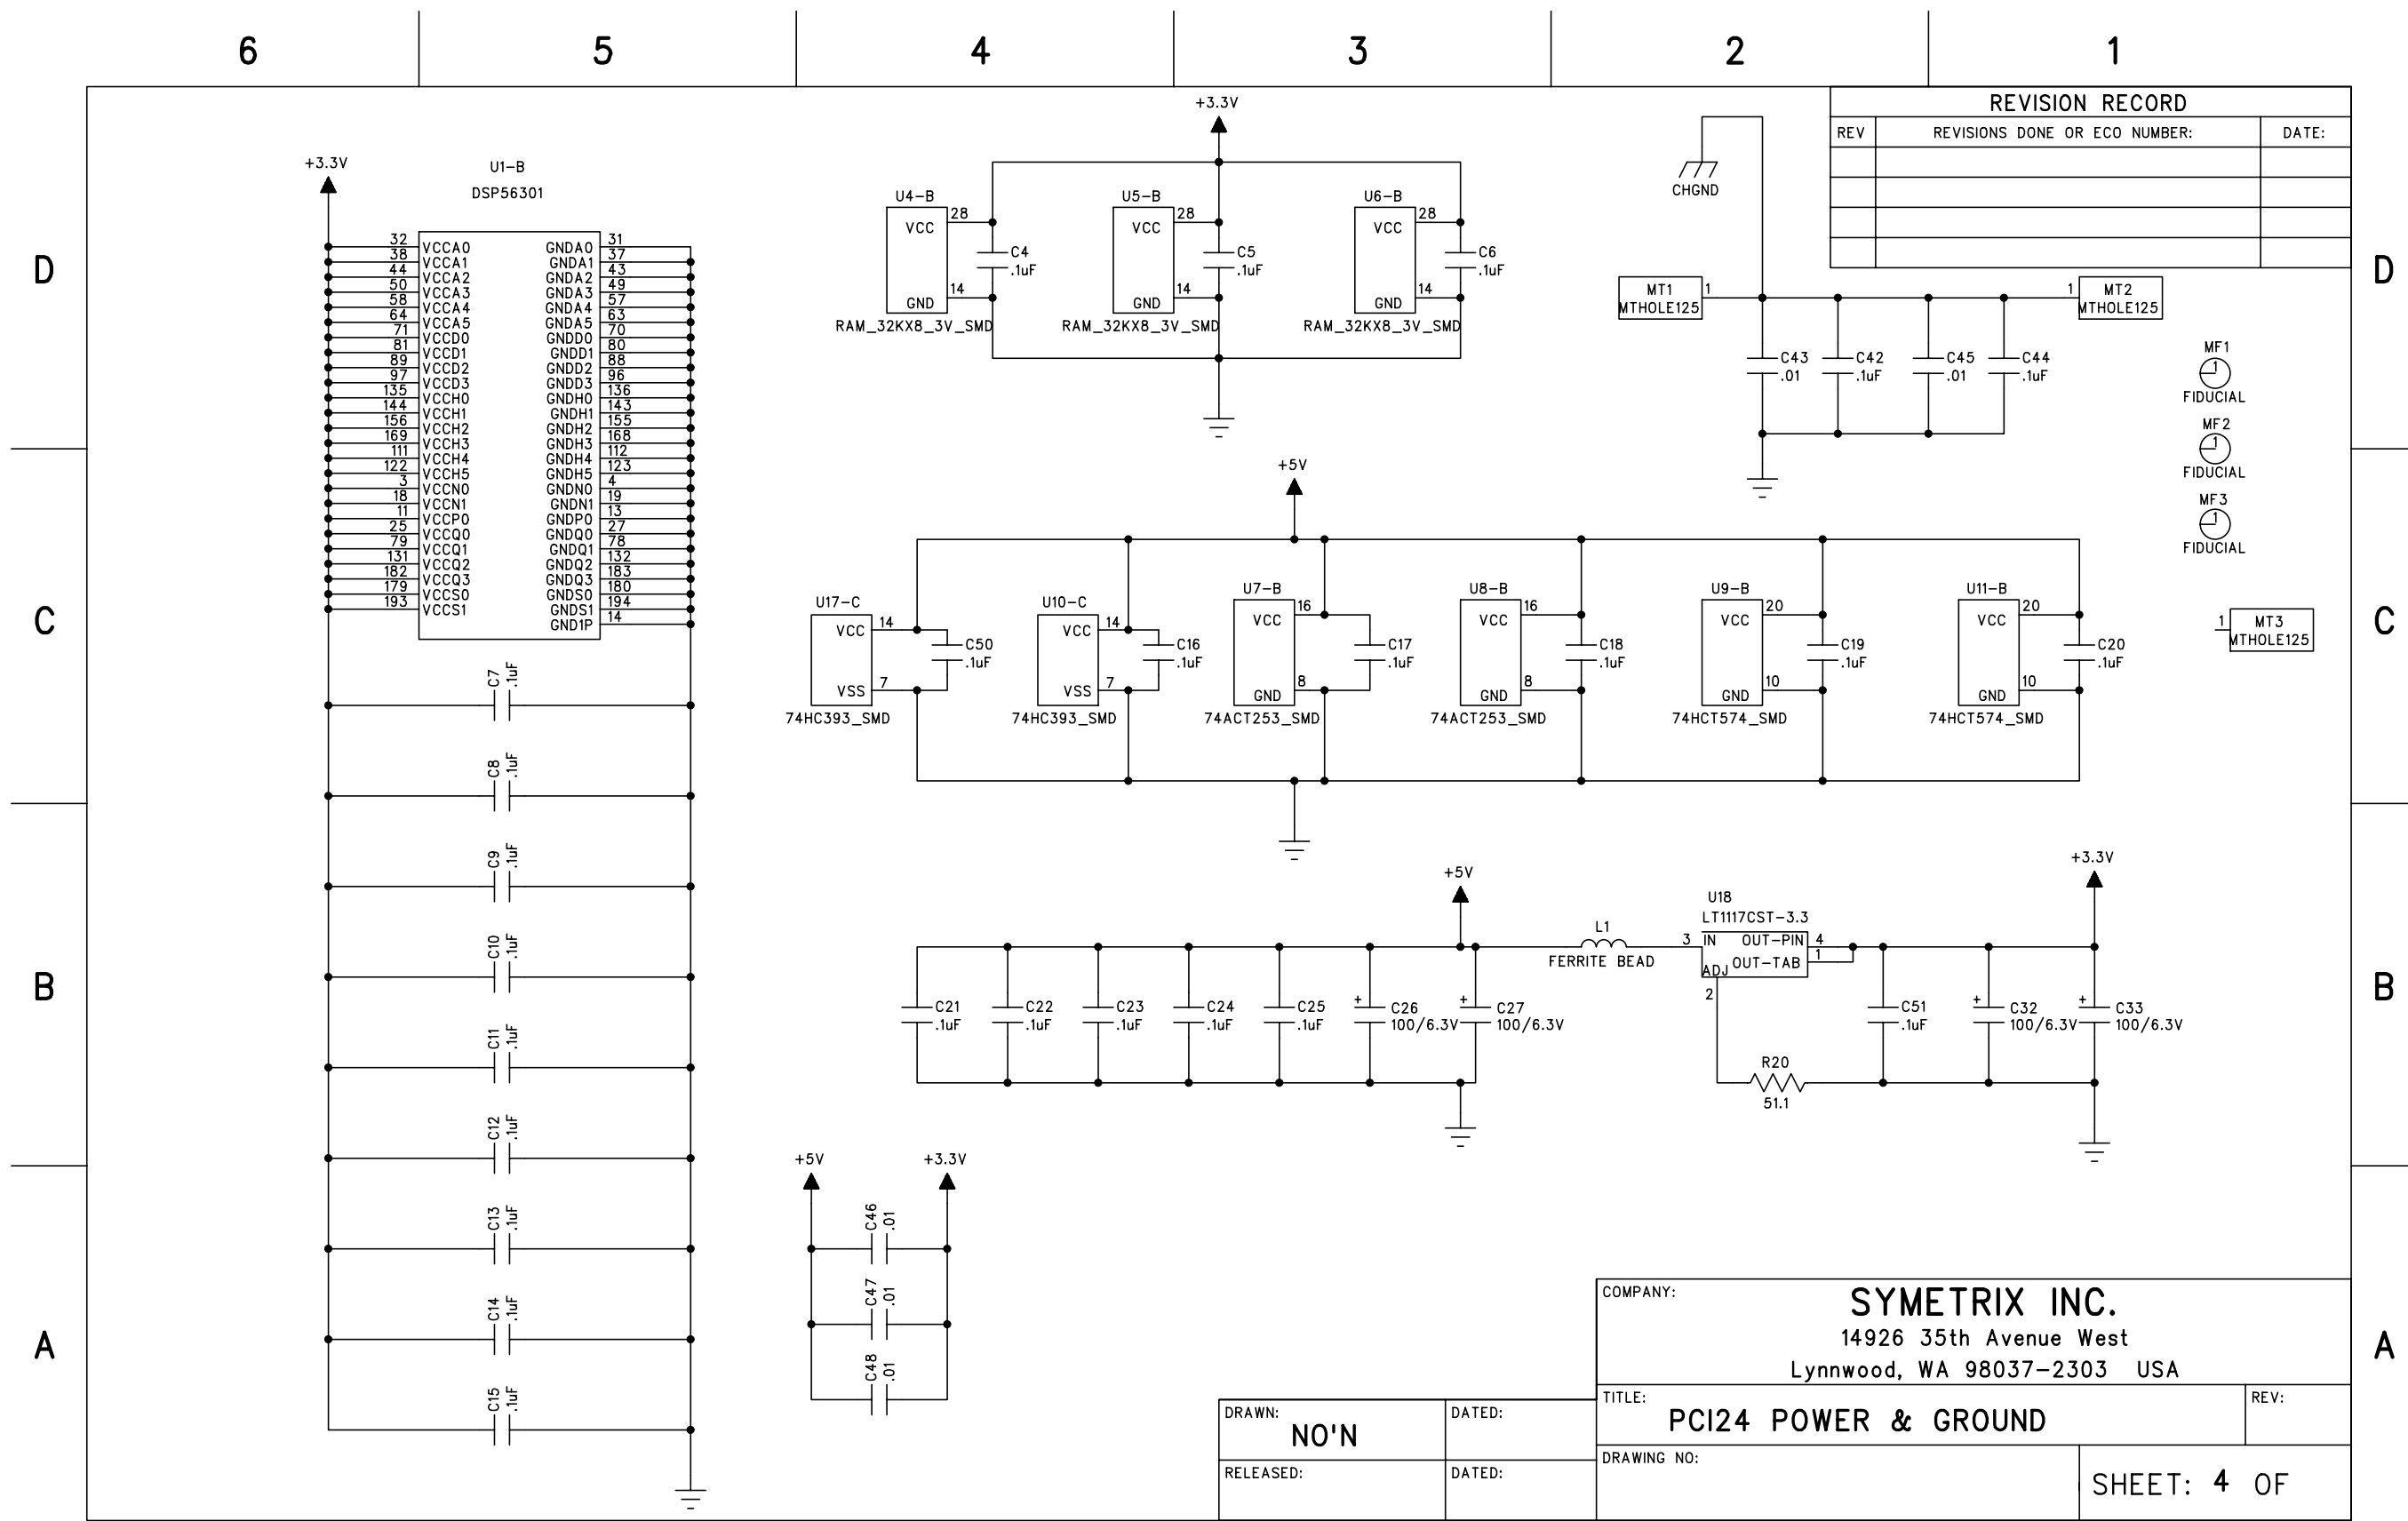 6 5 4 3 2 1
REVISION RECORD
REV REVISIONS DONE OR ECO NUMBER: DATE:
D D
C C
B B
A A
+3.3V
U1-B
DSP56301
32 VCCA0 GNDA0 31
38 VCCA1 GNDA1 37
44 VCCA2 GNDA2 43
50 VCCA3 GNDA3 49
58 VCCA4 GNDA4 57
64 VCCA5 GNDA5 63
71 VCCD0 GNDD0 70
81 VCCD1 GNDD1 80
89 VCCD2 GNDD2 88
97 VCCD3 GNDD3 96
135 VCCH0 GNDH0 136
144 VCCH1 GNDH1 143
156 VCCH2 GNDH2 155
169 VCCH3 GNDH3 168
111 VCCH4 GNDH4 112
122 VCCH5 GNDH5 123
3 VCCN0 GNDN0 4
18 VCCN1 GNDN1 19
11 VCCP0 GNDP0 13
25 VCCQ0 GNDQ0 27
79 VCCQ1 GNDQ1 78
131 VCCQ2 GNDQ2 132
182 VCCQ3 GNDQ3 183
179 VCCS0 GNDS0 180
193 VCCS1 GNDS1 194
GND1P 14
C7 .1uF
C8 .1uF
C9 .1uF
C10 .1uF
C11 .1uF
C12 .1uF
C13 .1uF
C14 .1uF
C15 .1uF
+3.3V
U4-B
VCC 28
C4
.1uF
GND 14
RAM_32KX8_3V_SMD
U5-B
VCC 28
C5
.1uF
GND 14
RAM_32KX8_3V_SMD
U6-B
VCC 28
C6
.1uF
GND 14
RAM_32KX8_3V_SMD
CHGND
MT1 1
MTHOLE125
1 MT2
MTHOLE125
C43
.01
C42
.1uF
C45
.01
C44
.1uF
MF1
1
FIDUCIAL
MF2
1
FIDUCIAL
MF3
1
FIDUCIAL
1 MT3
MTHOLE125
+5V
U17-C
VCC 14
C50
.1uF
VSS 7
74HC393_SMD
U10-C
VCC 14
C16
.1uF
VSS 7
74HC393_SMD
U7-B
VCC 16
C17
.1uF
GND 8
74ACT253_SMD
U8-B
VCC 16
C18
.1uF
GND 8
74ACT253_SMD
U9-B
VCC 20
C19
.1uF
GND 10
74HCT574_SMD
U11-B
VCC 20
C20
.1uF
GND 10
74HCT574_SMD
+5V
C21
.1uF
C22
.1uF
C23
.1uF
C24
.1uF
C25
.1uF
+ C26
100/6.3V
+ C27
100/6.3V
L1
FERRITE BEAD
U18
LT1117CST-3.3
3 IN OUT-PIN 4
ADJ OUT-TAB 1
2
R20
51.1
+3.3V
C51
.1uF
+ C32
100/6.3V
+ C33
100/6.3V
+5V +3.3V
C46 .01
C47 .01
C48 .01
COMPANY:
SYMETRIX INC.
14926 35th Avenue West
Lynnwood, WA 98037-2303 USA
TITLE:
PCI24 POWER & GROUND
REV:
DRAWN:
NO'N
DATED:
RELEASED:
DATED:
DRAWING NO:
SHEET: 4 OF